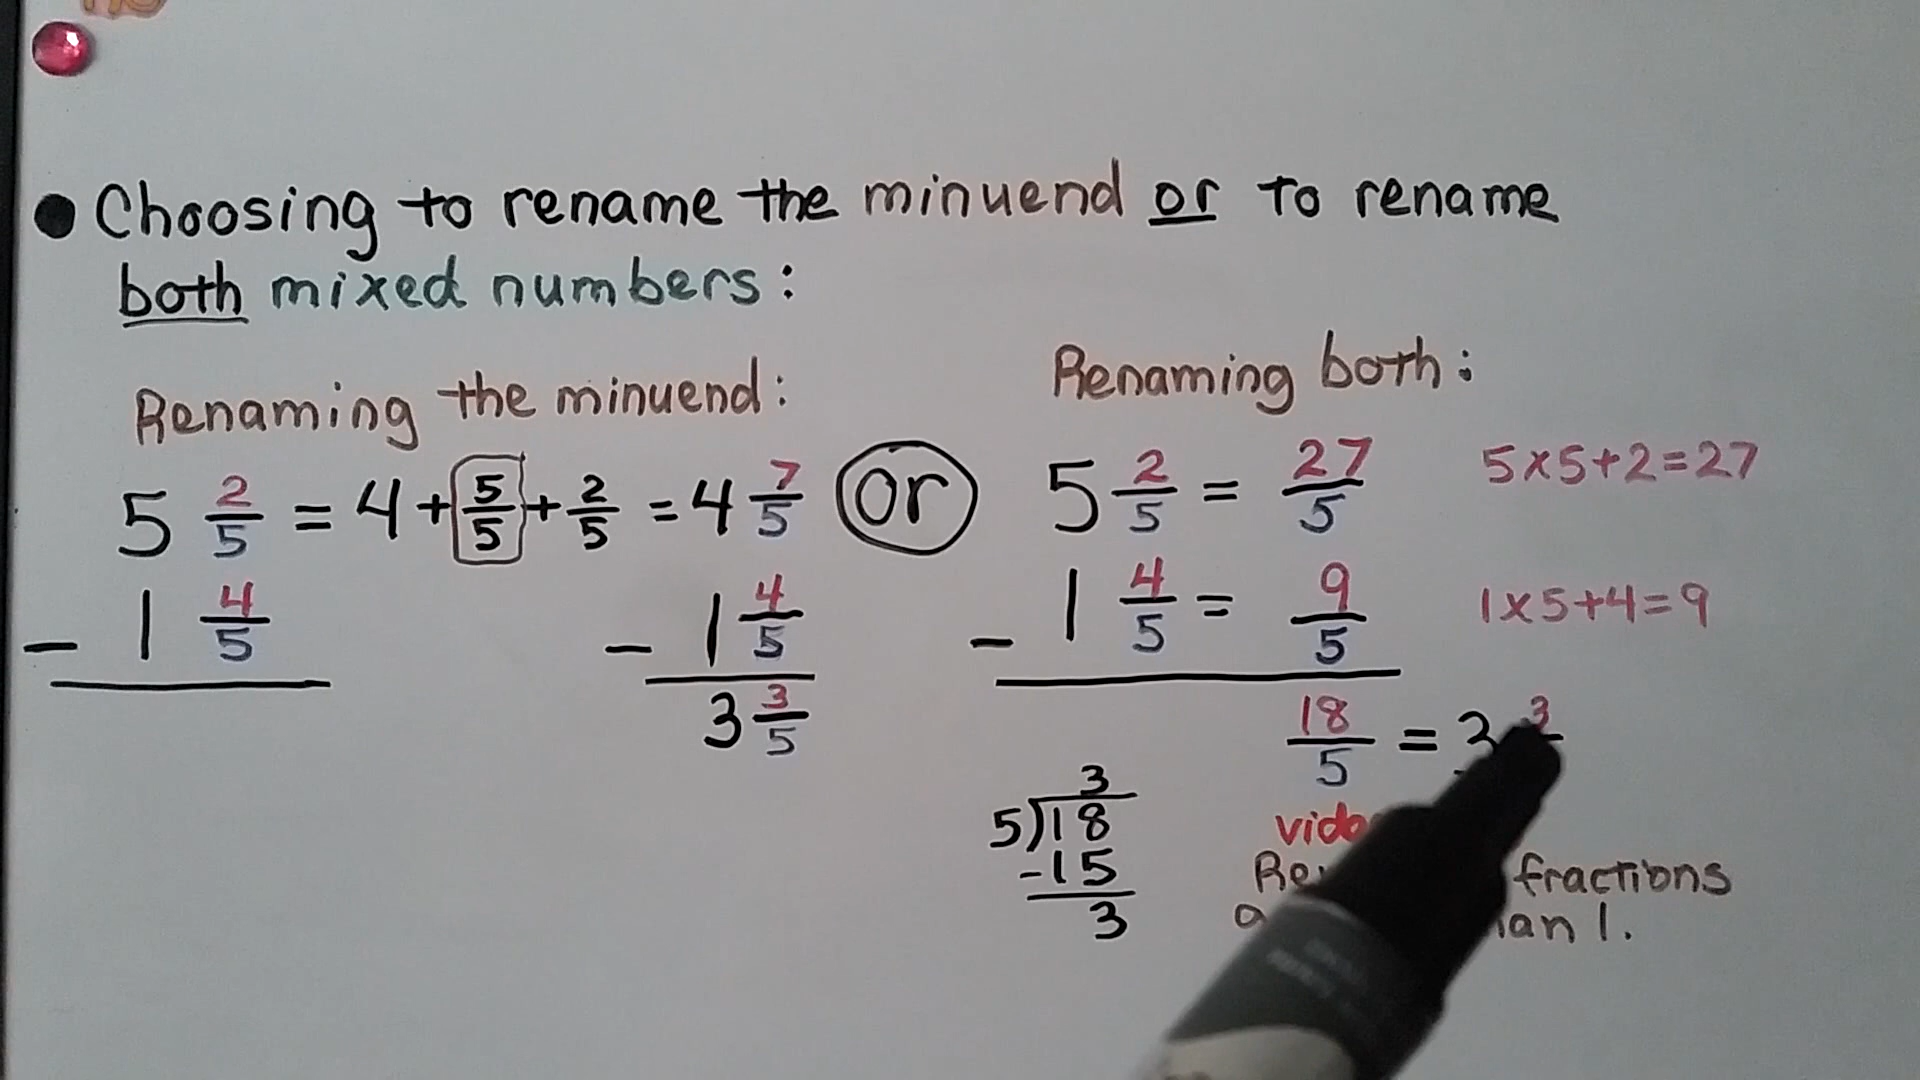 ● Choosing to rename the minuend or to rename
both mixed numbers:
Renaming the minuend:
5 2/5 = 4 + 5/5 + 2/5 = 4 7/5
- 1 4/5
- 1 4/5
3 3/5
or
Renaming both:
5 2/5 = 27/5
5x5+2=27
- 1 4/5 = 9/5
1x5+4=9
18/5 = 3
3
5)18
-15
3
fractions
1.